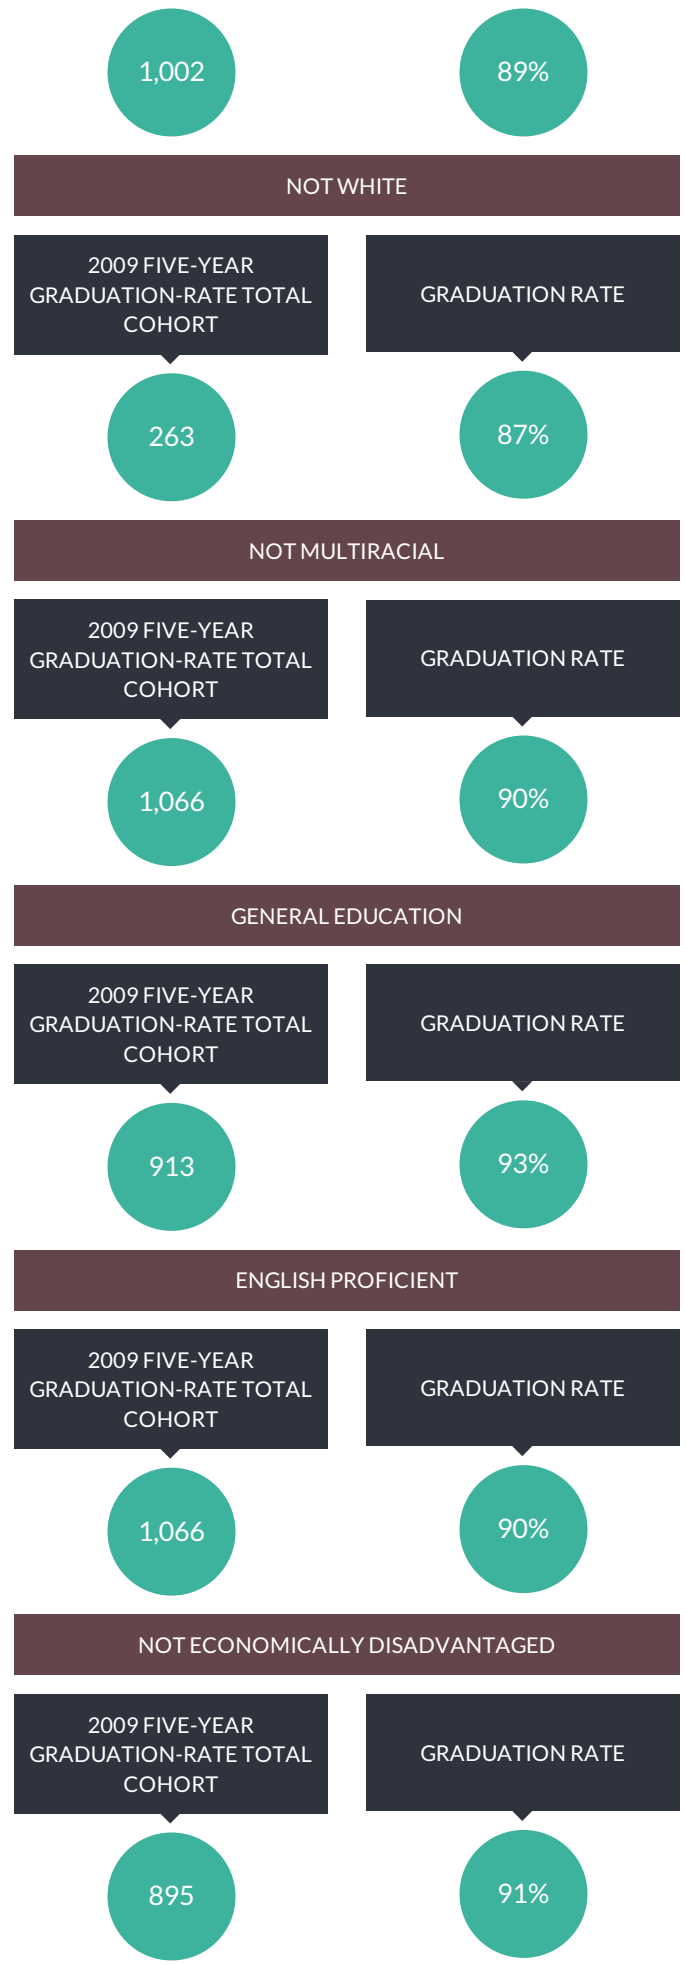 1,002
89%
NOT WHITE
2009 FIVE-YEAR
GRADUATION-RATE TOTAL
COHORT
GRADUATION RATE
263
87%
NOT MULTIRACIAL
2009 FIVE-YEAR
GRADUATION-RATE TOTAL
COHORT
GRADUATION RATE
1,066
90%
GENERAL EDUCATION
2009 FIVE-YEAR
GRADUATION-RATE TOTAL
COHORT
GRADUATION RATE
913
93%
ENGLISH PROFICIENT
2009 FIVE-YEAR
GRADUATION-RATE TOTAL
COHORT
GRADUATION RATE
1,066
90%
NOT ECONOMICALLY DISADVANTAGED
2009 FIVE-YEAR
GRADUATION-RATE TOTAL
COHORT
GRADUATION RATE
895
91%